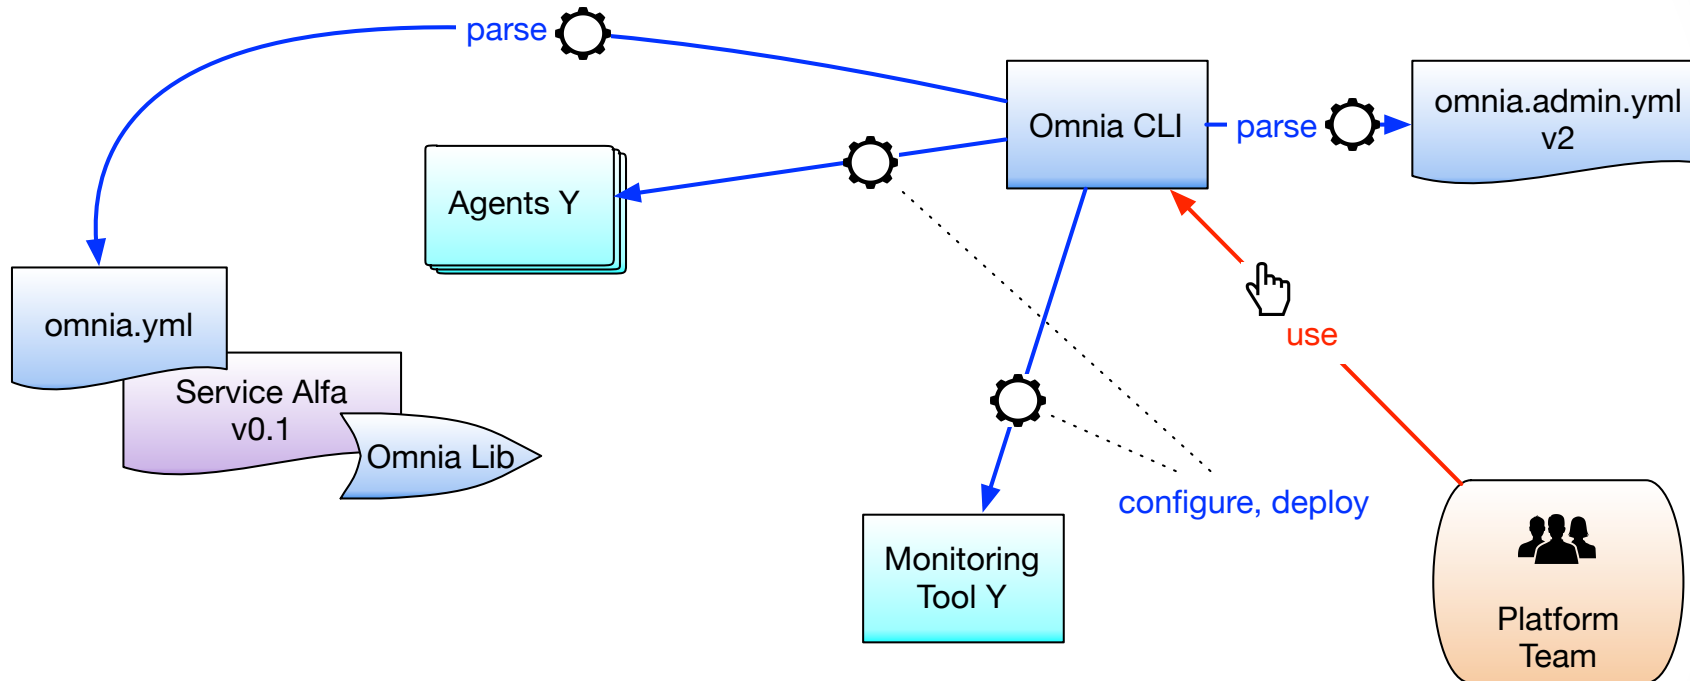 parse
Omnia CLI
parse
omnia.admin.yml
v2
Agents Y
omnia.yml
use
Service Alfa
v0.1
Omnia Lib
configure, deploy
Monitoring
Tool Y
Platform
Team